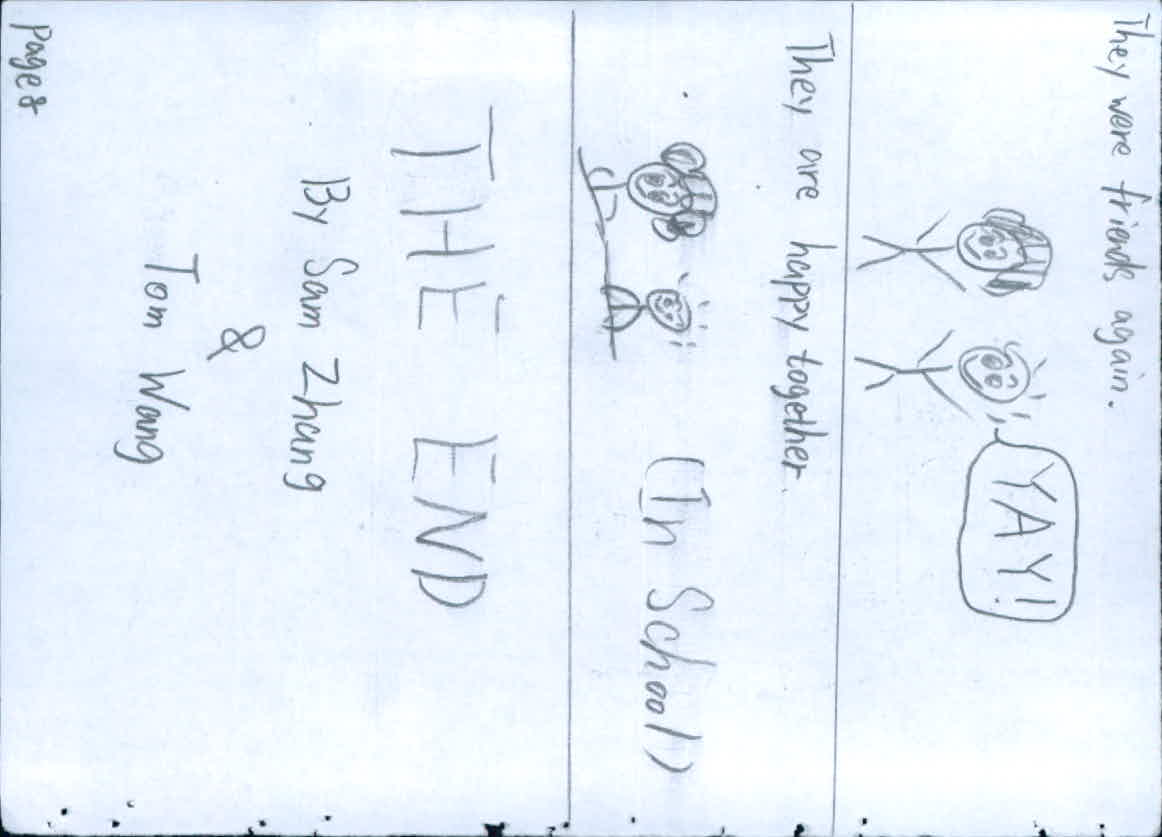 They were friends again.
YAY!
They are happy together.
(In School)
THE END
By Sam Zhang
&
Tom Wang
page 8